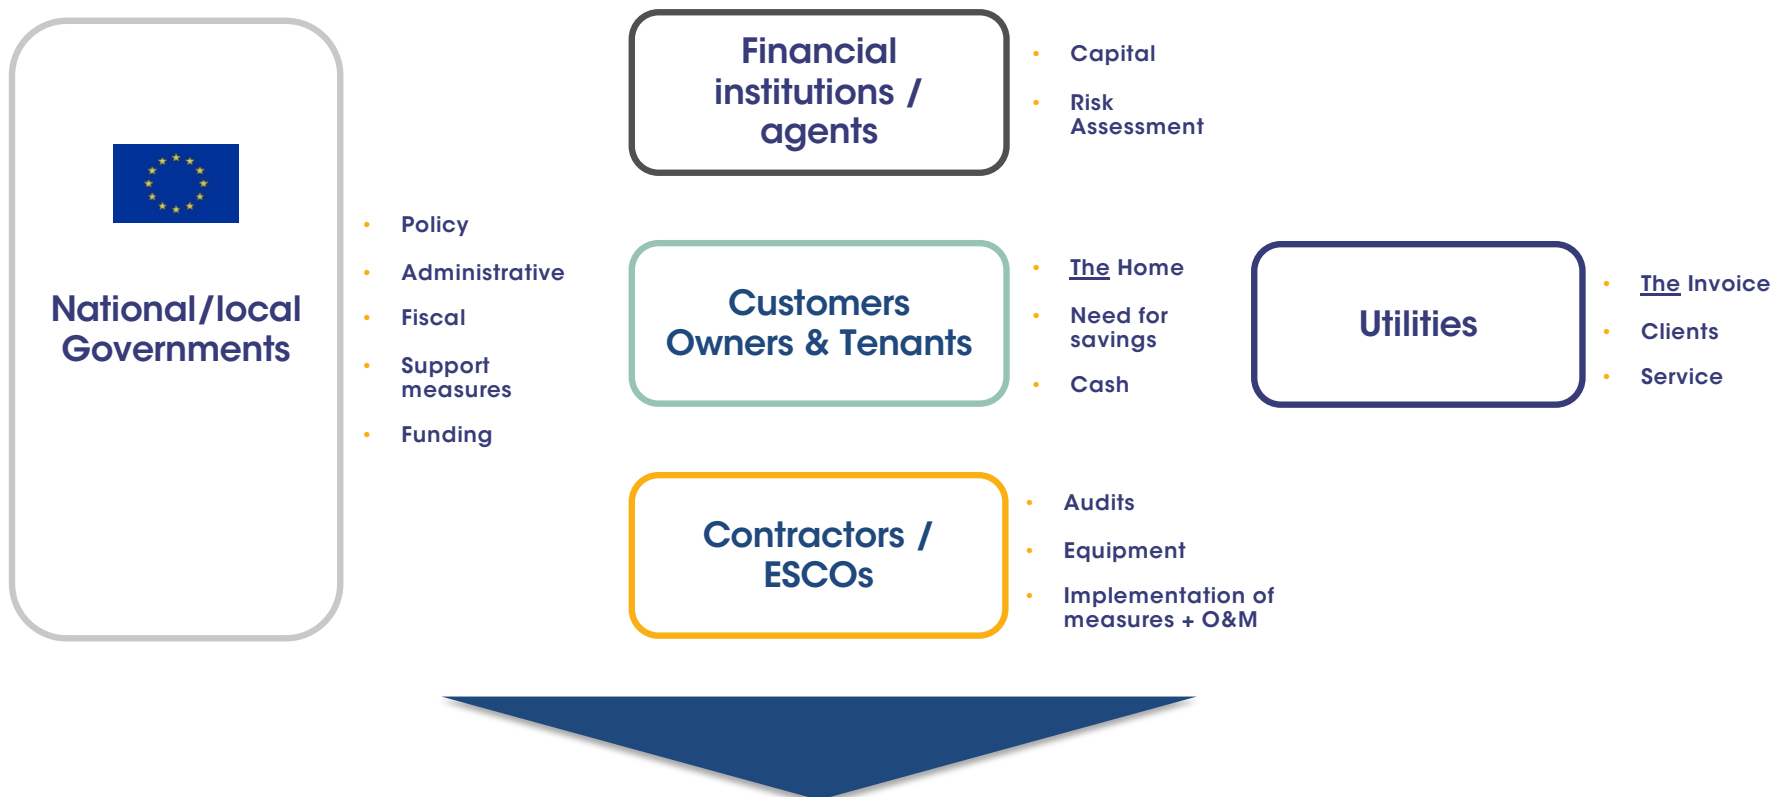 National/local
Governments
• Policy
• Administrative
• Fiscal
• Support
measures
• Funding
Financial
institutions /
agents
• Capital
• Risk
Assessment
Customers
Owners & Tenants
• The Home
• Need for
savings
• Cash
Utilities
• The Invoice
• Clients
• Service
Contractors /
ESCOs
• Audits
• Equipment
• Implementation of
measures + O&M